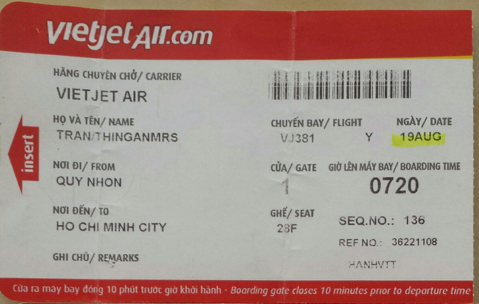 vietjetAir.com
HÃNG CHUYÊN CHỞ/ CARRIER
VIETJET AIR
HỌ VÀ TÊN/ NAME
TRAN/THINGANMRS
CHUYẾN BAY/ FLIGHT
VJ381 Y
NGÀY/ DATE
19AUG
insert
NƠI ĐI/ FROM
QUY NHON
CỬA/ GATE
1
GIỜ LÊN MÁY BAY/ BOARDING TIME
0720
NƠI ĐẾN/ TO
HO CHI MINH CITY
GHẾ/ SEAT
28F
SEQ.NO.: 136
REF NO.: 36221108
GHI CHÚ/ REMARKS
HANHVTT
Cửa ra máy bay đóng 10 phút trước giờ khởi hành - Boarding gate closes 10 minutes prior to departure time